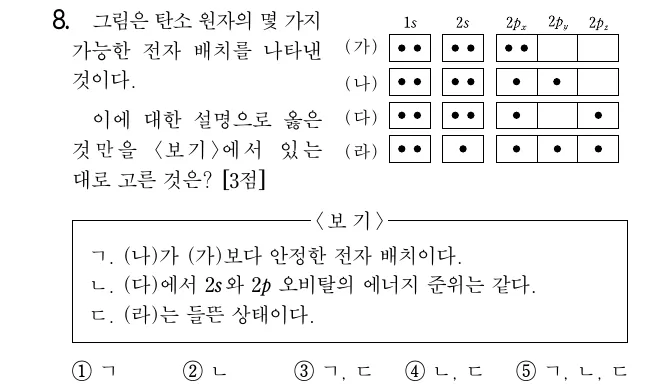 8. 그림은 탄소 원자의 몇 가지
가능한 전자 배치를 나타낸
것이다.
이에 대한 설명으로 옳은
것만을 〈보기〉에서 있는
대로 고른 것은? [3점]
1s 2s 2pₓ 2p_y 2p_z
(가)
(나)
(다)
(라)
〈보 기〉
ㄱ. (나)가 (가)보다 안정한 전자 배치이다.
ㄴ. (다)에서 2s와 2p 오비탈의 에너지 준위는 같다.
ㄷ. (라)는 들뜬 상태이다.
① ㄱ ② ㄴ ③ ㄱ, ㄷ ④ ㄴ, ㄷ ⑤ ㄱ, ㄴ, ㄷ